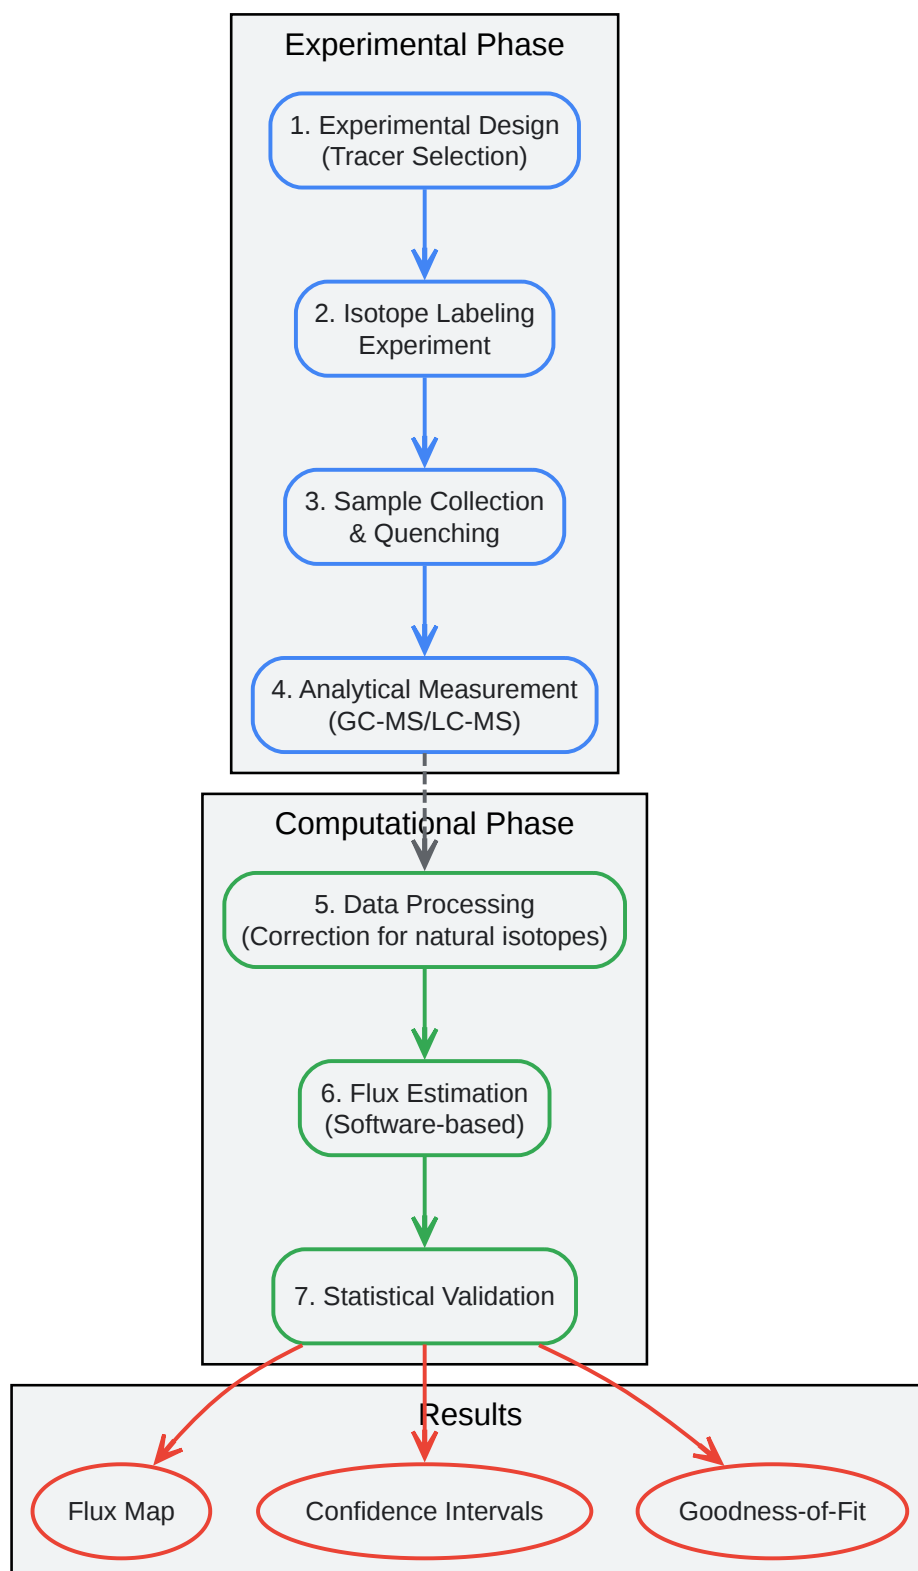 Experimental Phase
1. Experimental Design
(Tracer Selection)
2. Isotope Labeling
Experiment
3. Sample Collection
& Quenching
4. Analytical Measurement
(GC-MS/LC-MS)
Computational Phase
5. Data Processing
(Correction for natural isotopes)
6. Flux Estimation
(Software-based)
7. Statistical Validation
Results
Flux Map
Confidence Intervals
Goodness-of-Fit